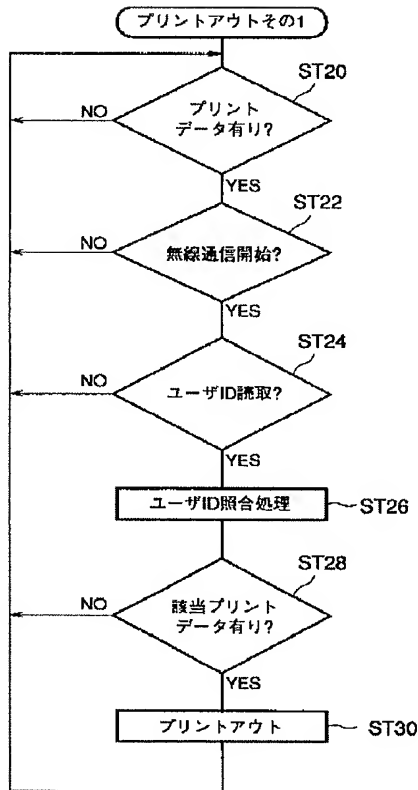 プリントアウトその1
ST20
プリント
データ有り?
NO
YES
ST22
無線通信開始?
NO
YES
ST24
ユーザID読取?
NO
YES
ユーザID照合処理
ST26
ST28
該当プリント
データ有り?
NO
YES
プリントアウト
ST30